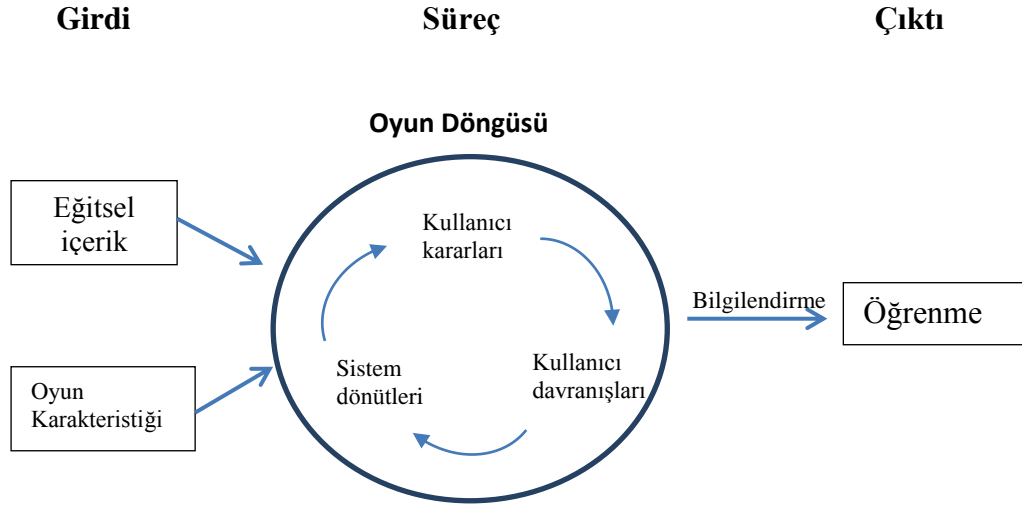 Girdi
Süreç
Çıktı
Oyun Döngüsü
Eğitsel
içerik
Kullanıcı
kararları
Bilgilendirme
Öğrenme
Sistem
dönütleri
Kullanıcı
davranışları
Oyun
Karakteristiği